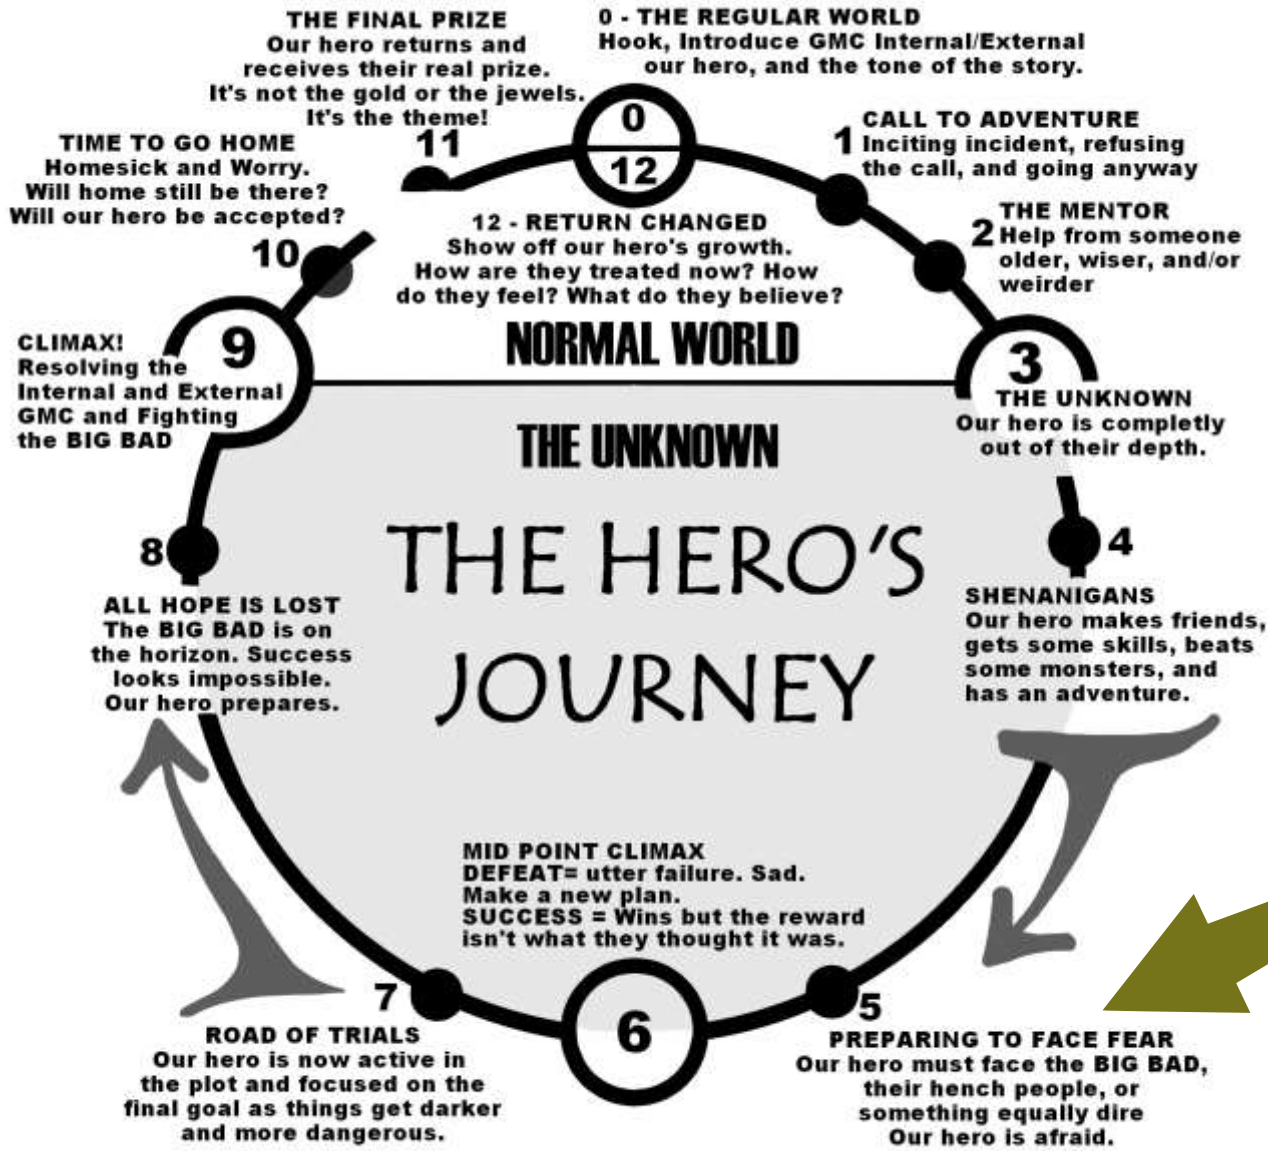 THE FINAL PRIZE
Our hero returns and
receives their real prize.
It's not the gold or the jewels.
It's the theme!
11
0 - THE REGULAR WORLD
Hook, Introduce GMC Internal/External
our hero, and the tone of the story.
0
12
CALL TO ADVENTURE
1 Inciting incident, refusing
the call, and going anyway
THE MENTOR
2 Help from someone
older, wiser, and/or
weirder
TIME TO GO HOME
Homesick and Worry.
Will home still be there?
Will our hero be accepted?
10
12 - RETURN CHANGED
Show off our hero's growth.
How are they treated now? How
do they feel? What do they believe?
NORMAL WORLD
3
THE UNKNOWN
Our hero is completly
out of their depth.
9
CLIMAX!
Resolving the
Internal and External
GMC and Fighting
the BIG BAD
THE UNKNOWN
THE HERO'S
JOURNEY
4
SHENANIGANS
Our hero makes friends,
gets some skills, beats
some monsters, and
has an adventure.
8
ALL HOPE IS LOST
The BIG BAD is on
the horizon. Success
looks impossible.
Our hero prepares.
MID POINT CLIMAX
DEFEAT= utter failure. Sad.
Make a new plan.
SUCCESS = Wins but the reward
isn't what they thought it was.
6
5
PREPARING TO FACE FEAR
Our hero must face the BIG BAD,
their hench people, or
something equally dire
Our hero is afraid.
7
ROAD OF TRIALS
Our hero is now active in
the plot and focused on the
final goal as things get darker
and more dangerous.